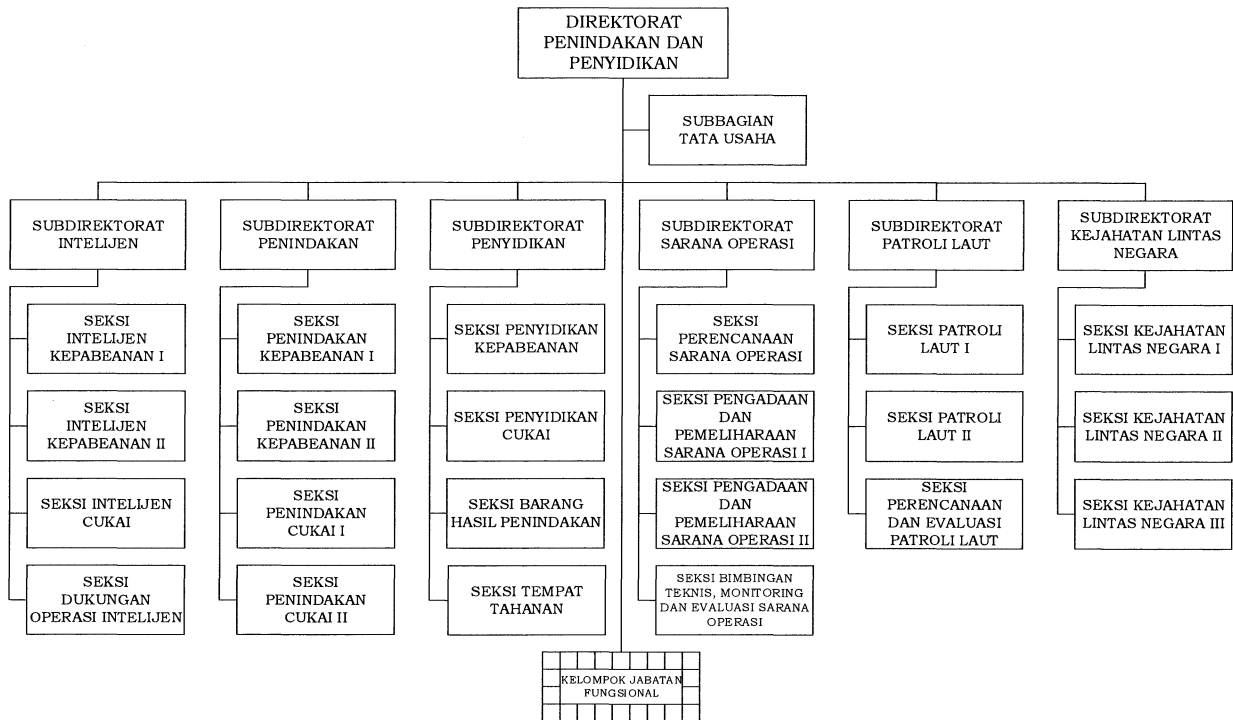 DIREKTORAT
PENINDAKAN DAN
PENYIDIKAN
SUBBAGIAN
TATA USAHA
SUBDIREKTORAT
INTELIJEN
SEKSI
INTELIJEN
KEPABEANAN I
SEKSI
INTELIJEN
KEPABEANAN II
SEKSI INTELIJEN
CUKAI
SEKSI
DUKUNGAN
OPERASI INTELIJEN
SUBDIREKTORAT
PENINDAKAN
SEKSI
PENINDAKAN
KEPABEANAN I
SEKSI
PENINDAKAN
KEPABEANAN II
SEKSI
PENINDAKAN
CUKAI I
SEKSI
PENINDAKAN
CUKAI II
SUBDIREKTORAT
PENYIDIKAN
SEKSI PENYIDIKAN
KEPABEANAN
SEKSI PENYIDIKAN
CUKAI
SEKSI BARANG
HASIL PENINDAKAN
SEKSI TEMPAT
TAHANAN
SUBDIREKTORAT
SARANA OPERASI
SEKSI
PERENCANAAN
SARANA OPERASI
SEKSI PENGADAAN
DAN
PEMELIHARAAN
SARANA OPERASI I
SEKSI PENGADAAN
DAN
PEMELIHARAAN
SARANA OPERASI II
SEKSI BIMBINGAN
TEKNIS, MONITORING
DAN EVALUASI SARANA
OPERASI
SUBDIREKTORAT
PATROLI LAUT
SEKSI PATROLI
LAUT I
SEKSI PATROLI
LAUT II
SEKSI
PERENCANAAN
DAN EVALUASI
PATROLI LAUT
SUBDIREKTORAT
KEJAHATAN LINTAS
NEGARA
SEKSI KEJAHATAN
LINTAS NEGARA I
SEKSI KEJAHATAN
LINTAS NEGARA II
SEKSI KEJAHATAN
LINTAS NEGARA III
KELOMPOK JABATAN
FUNGSIONAL